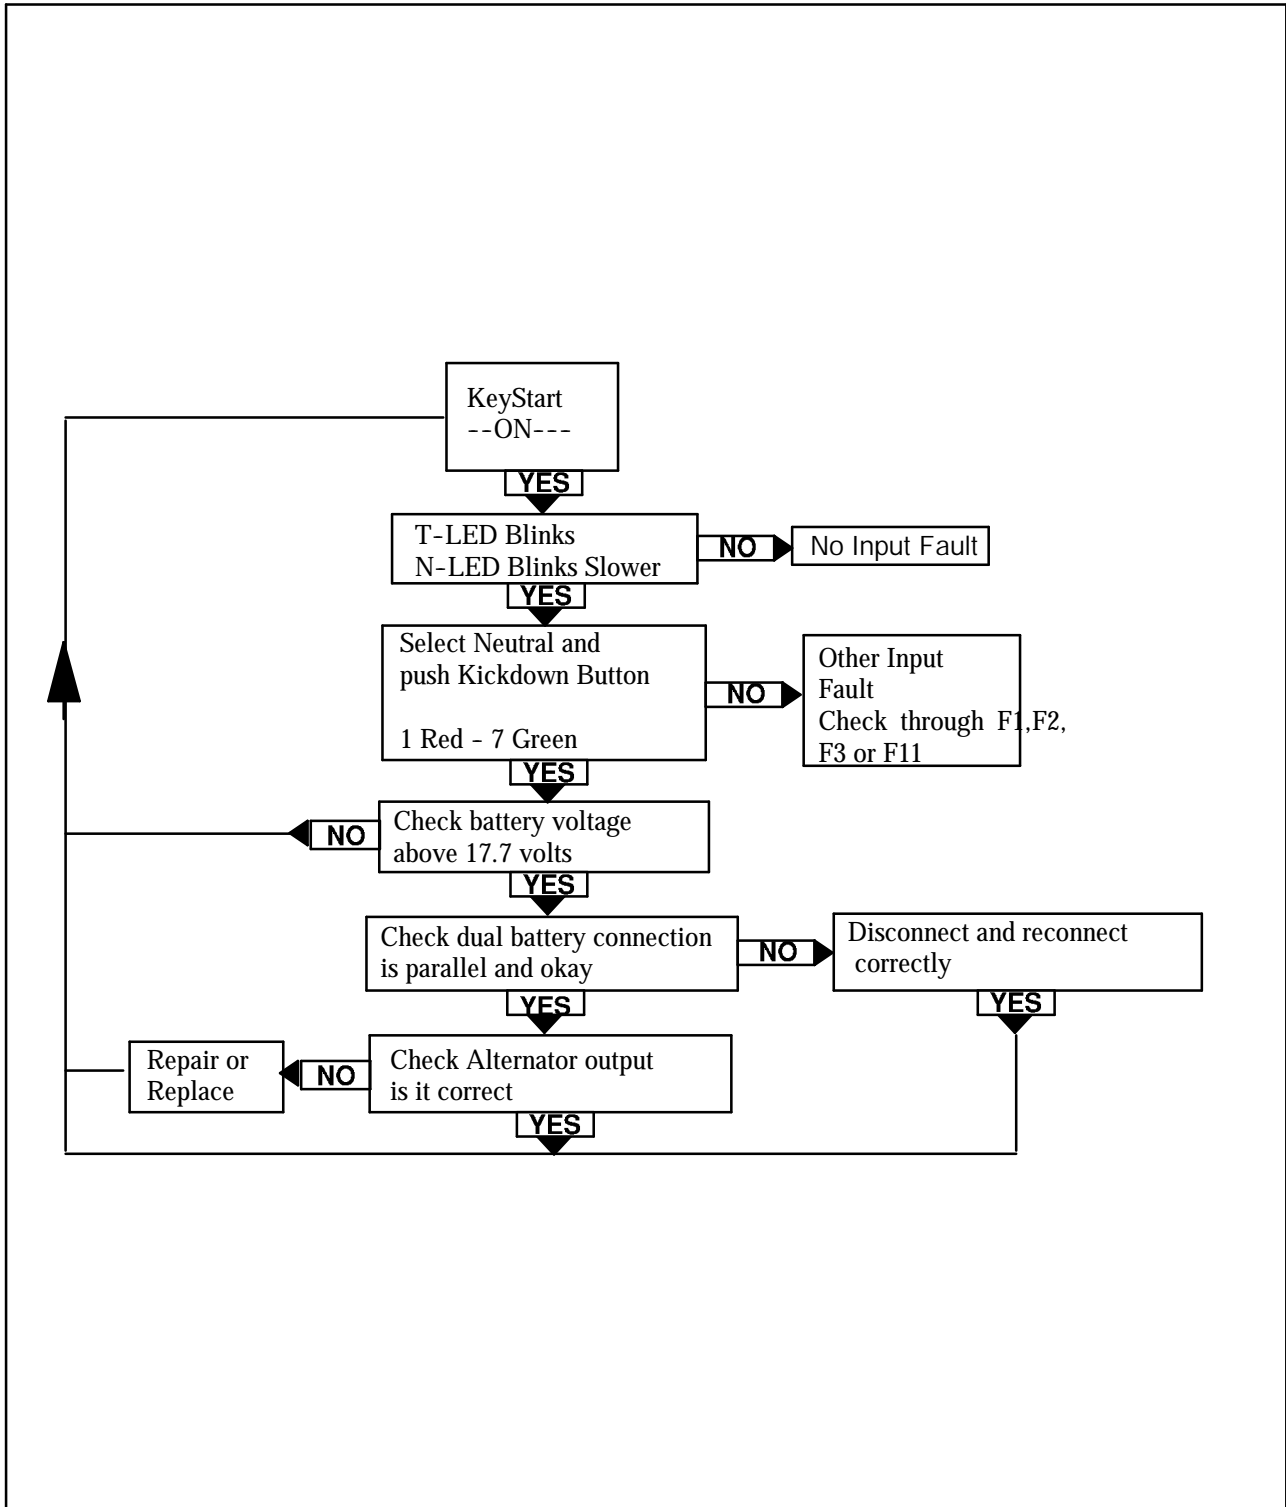 KeyStart
--ON---
YES
T-LED Blinks
N-LED Blinks Slower
NO
No Input Fault
YES
Select Neutral and
push Kickdown Button
1 Red - 7 Green
NO
Other Input
Fault
Check through F1,F2,
F3 or F11
YES
Check battery voltage
above 17.7 volts
NO
YES
Check dual battery connection
is parallel and okay
NO
Disconnect and reconnect
correctly
YES
YES
Check Alternator output
is it correct
NO
Repair or
Replace
YES